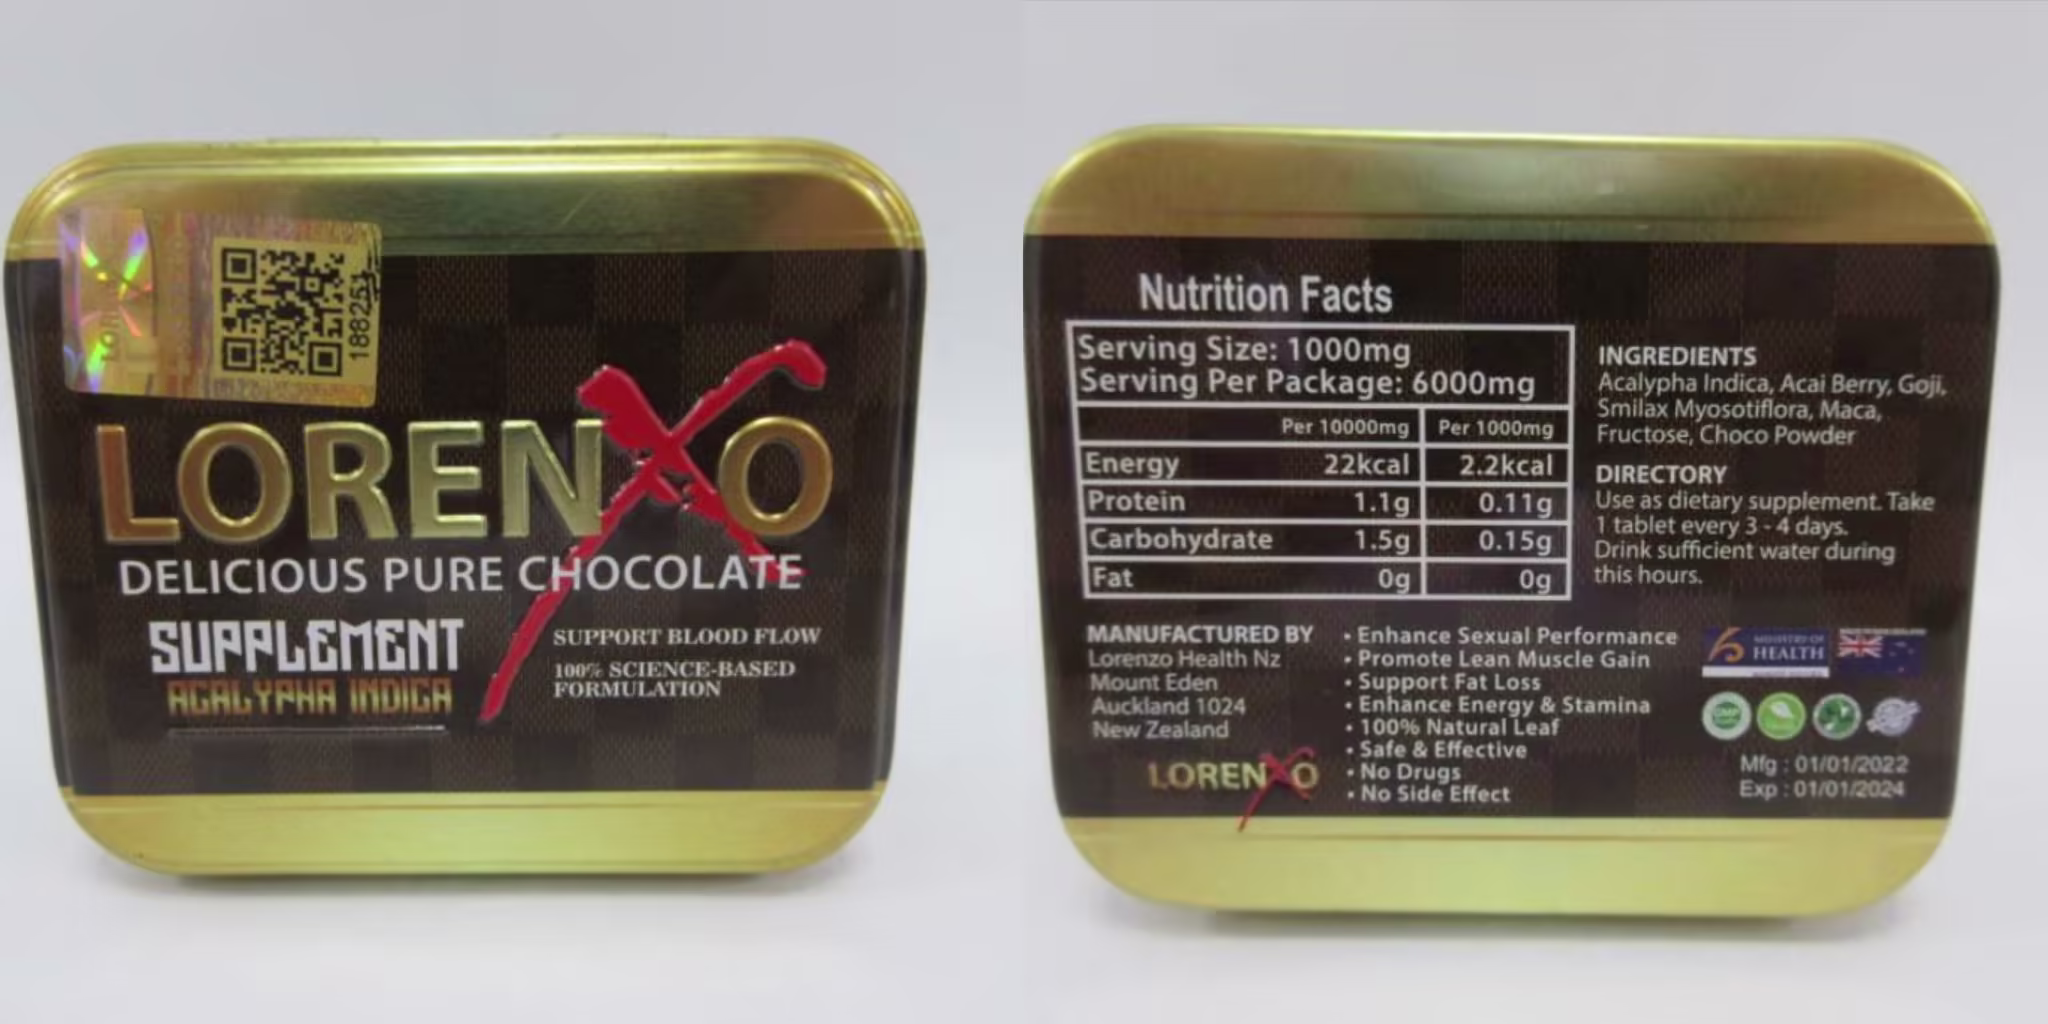 188251
LORENXO
DELICIOUS PURE CHOCOLATE
SUPPLEMENT
ACALYPHA INDICA
SUPPORT BLOOD FLOW
100% SCIENCE-BASED
FORMULATION
Nutrition Facts
Serving Size: 1000mg
Serving Per Package: 6000mg
Per 10000mg Per 1000mg
Energy 22kcal 2.2kcal
Protein 1.1g 0.11g
Carbohydrate 1.5g 0.15g
Fat 0g 0g
INGREDIENTS
Acalypha Indica, Acai Berry, Goji,
Smilax Myosotiflora, Maca,
Fructose, Choco Powder
DIRECTORY
Use as dietary supplement. Take
1 tablet every 3 - 4 days.
Drink sufficient water during
this hours.
MANUFACTURED BY
Lorenzo Health Nz
Mount Eden
Auckland 1024
New Zealand
LORENXO
• Enhance Sexual Performance
• Promote Lean Muscle Gain
• Support Fat Loss
• Enhance Energy & Stamina
• 100% Natural Leaf
• Safe & Effective
• No Drugs
• No Side Effect
MINISTRY OF
HEALTH
GMP
Mfg : 01/01/2022
Exp : 01/01/2024